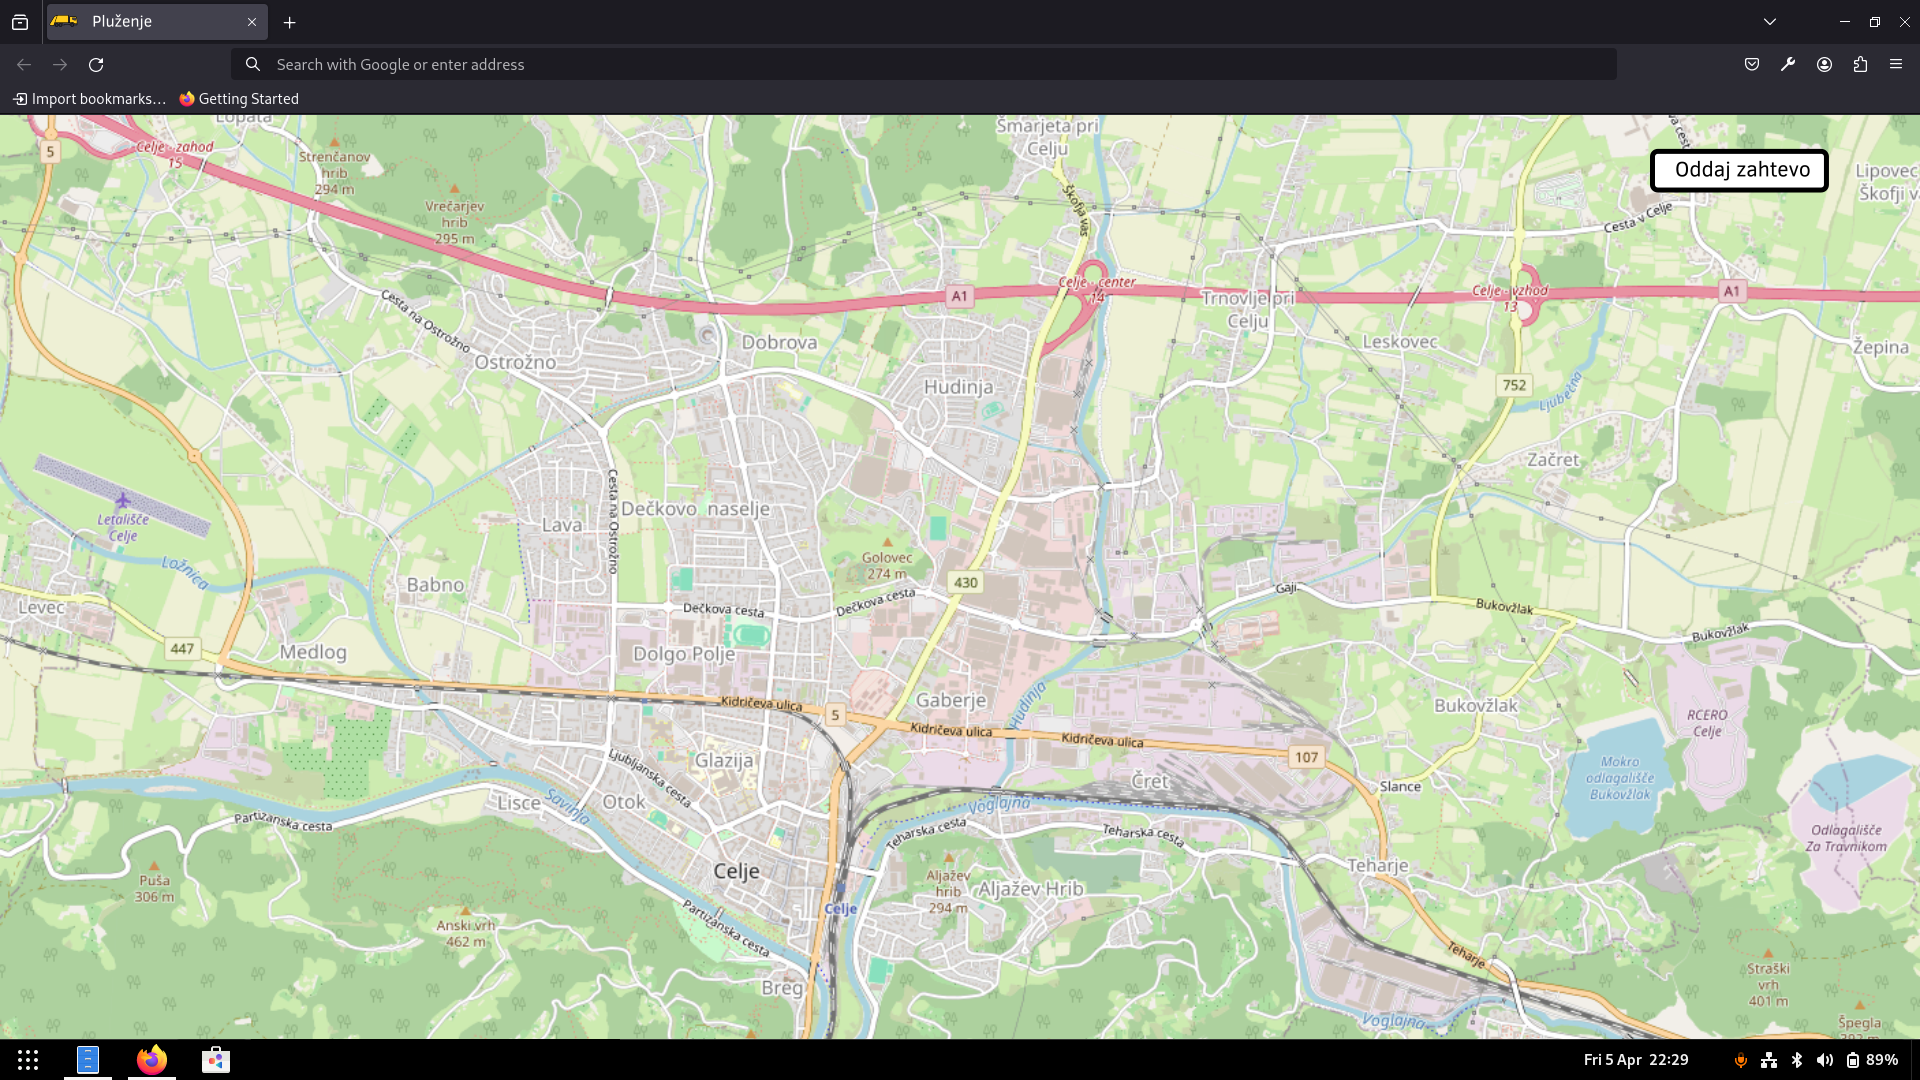 Pluženje
Search with Google or enter address
Import bookmarks…
Getting Started
Lopata
Celje - zahod
15
5
Strenčanov
hrib
294 m
Vrečarjev
hrib
295 m
Šmarjeta pri
Celju
Škofja vas
Oddaj zahtevo
Lipovec
Škofji va
Cesta v Celje
Celje - center
14
A1
Trnovlje pri
Celju
Celje - vzhod
13
A1
Cesta na Ostrožno
Ostrožno
Dobrova
Leskovec
Žepina
Hudinja
752
Ljubečna
Začret
Letališče
Celje
Cesta na Ostrožno
Dečkovo naselje
Lava
Golovec
274 m
Ložnica
Babno
430
Gaji
Levec
Dečkova cesta
Dečkova cesta
Bukovžlak
Bukovžlak
447
Medlog
Dolgo Polje
Gaberje
Hudinja
Bukovžlak
RCERO
Celje
Kidričeva ulica
5
Kidričeva ulica
Kidričeva ulica
107
Glazija
Ljubljanska cesta
Čret
Slance
Mokro
odlagališče
Bukovžlak
Lisce
Savinja
Otok
Voglajna
Partizanska cesta
Teharska cesta
Teharska cesta
Odlagališče
Za Travnikom
Celje
Teharje
Puša
306 m
Aljažev
hrib
294 m
Aljažev Hrib
Celje
Anski vrh
462 m
Partizanska cesta
Teharje
Breg
Straški
vrh
401 m
Voglajna
Špegla
392 m
Fri 5 Apr 22:29
89%